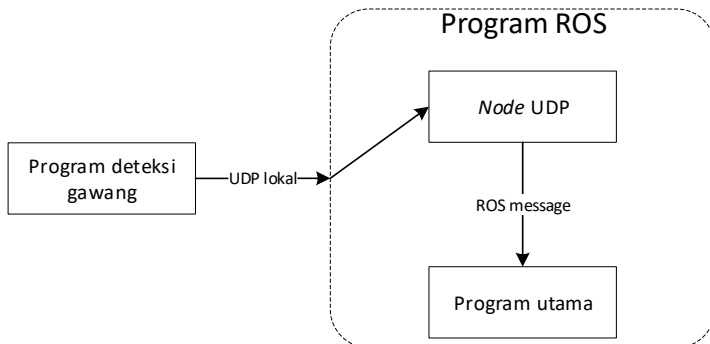 Program ROS
Node UDP
Program deteksi
gawang
UDP lokal
ROS message
Program utama